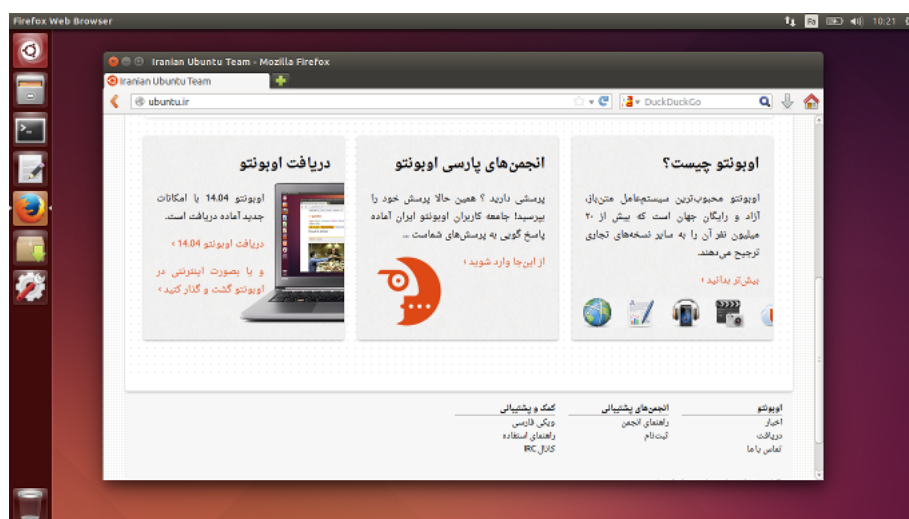 Firefox Web Browser
Fa
10:21
Iranian Ubuntu Team - Mozilla Firefox
Iranian Ubuntu Team
ubuntu.ir
DuckDuckGo
اوبونتو چیست؟
اوبونتو محبوب‌ترین سیستم‌عامل متن‌باز،
آزاد و رایگان جهان است که بیش از ۲۰
میلیون نفر آن را به سایر نسخه‌های تجاری
ترجیح می‌دهند.
بیش‌تر بدانید ›
انجمن‌های پارسی اوبونتو
پرسشی دارید ؟ همین حالا پرسش خود را
بپرسید! جامعه کاربران اوبونتو ایران آماده
پاسخ گویی به پرسش‌های شماست ...
از این‌جا وارد شوید ›
دریافت اوبونتو
اوبونتو 14.04 با امکانات
جدید آماده دریافت است.
دریافت اوبونتو 14.04 ›
و یا بصورت اینترنتی در
اوبونتو گشت و گذار کنید ›
اوبونتو
اخبار
دریافت
تماس با ما
انجمن‌های پشتیبانی
راهنمای انجمن
ثبت‌نام
کمک و پشتیبانی
ویکی فارسی
راهنمای استفاده
کانال IRC